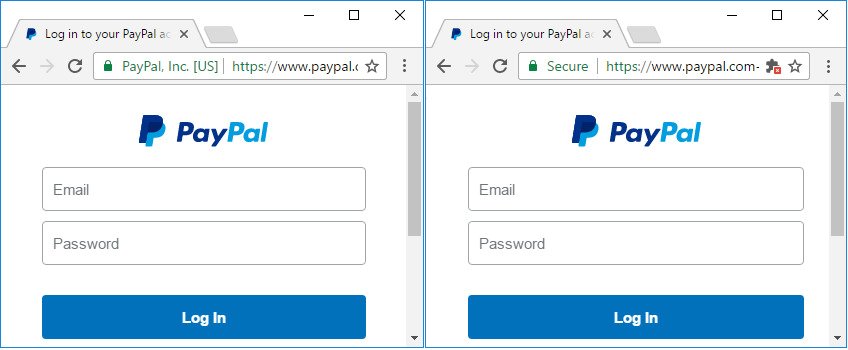 Log in to your PayPal ac
PayPal, Inc. [US] https://www.paypal.c
PayPal
Email
Password
Log In
Log in to your PayPal ac
Secure https://www.paypal.com-
PayPal
Email
Password
Log In